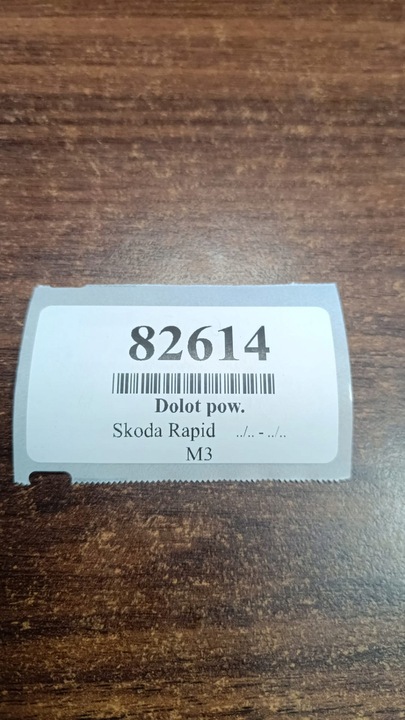 82614
Dolot pow.
Skoda Rapid ../.. - ../..
M3